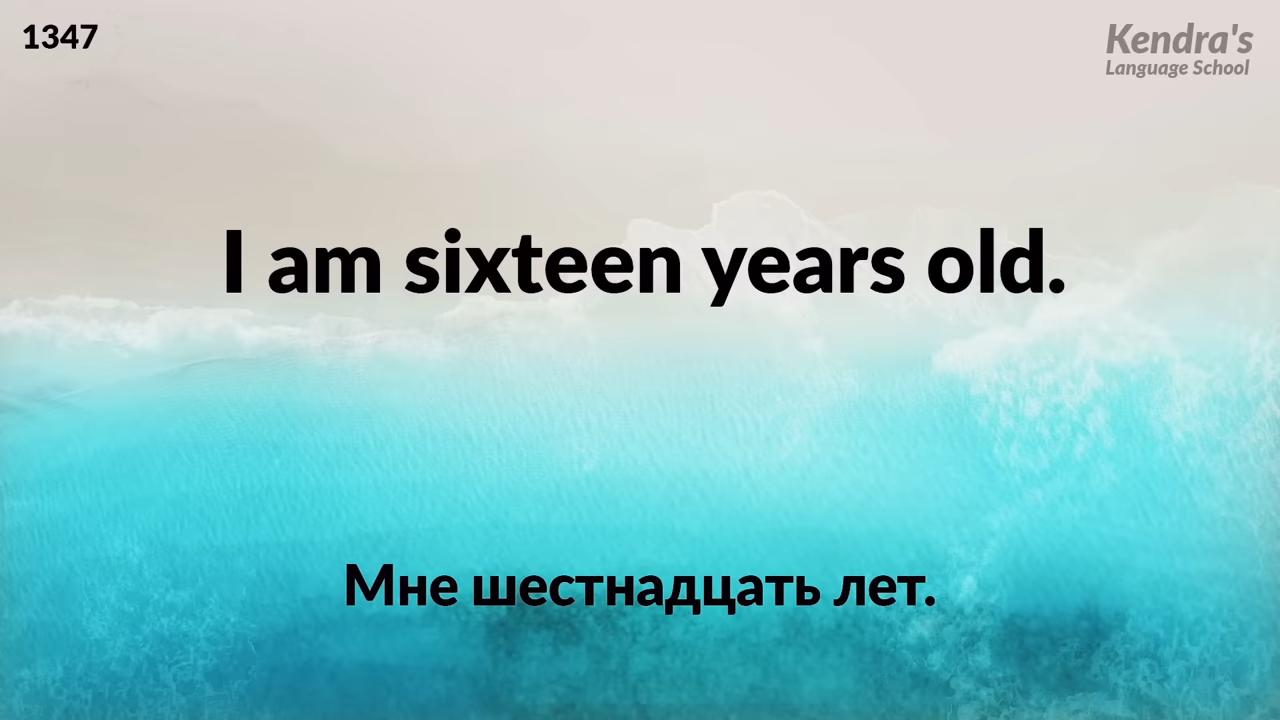 1347
Kendra's
Language School
I am sixteen years old.
Мне шестнадцать лет.